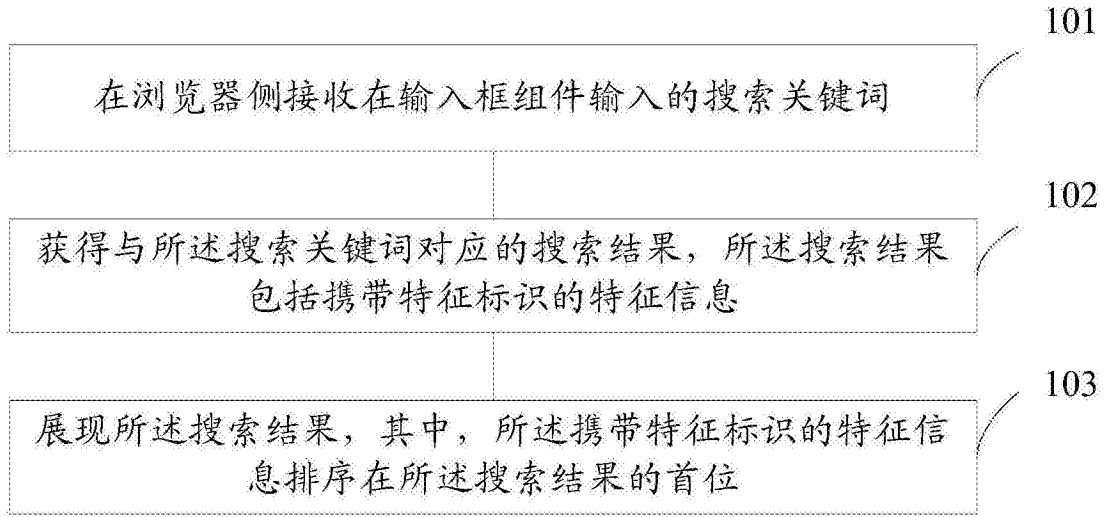 101
在浏览器侧接收在输入框组件输入的搜索关键词
102
获得与所述搜索关键词对应的搜索结果，所述搜索结果
包括携带特征标识的特征信息
103
展现所述搜索结果，其中，所述携带特征标识的特征信
息排序在所述搜索结果的首位